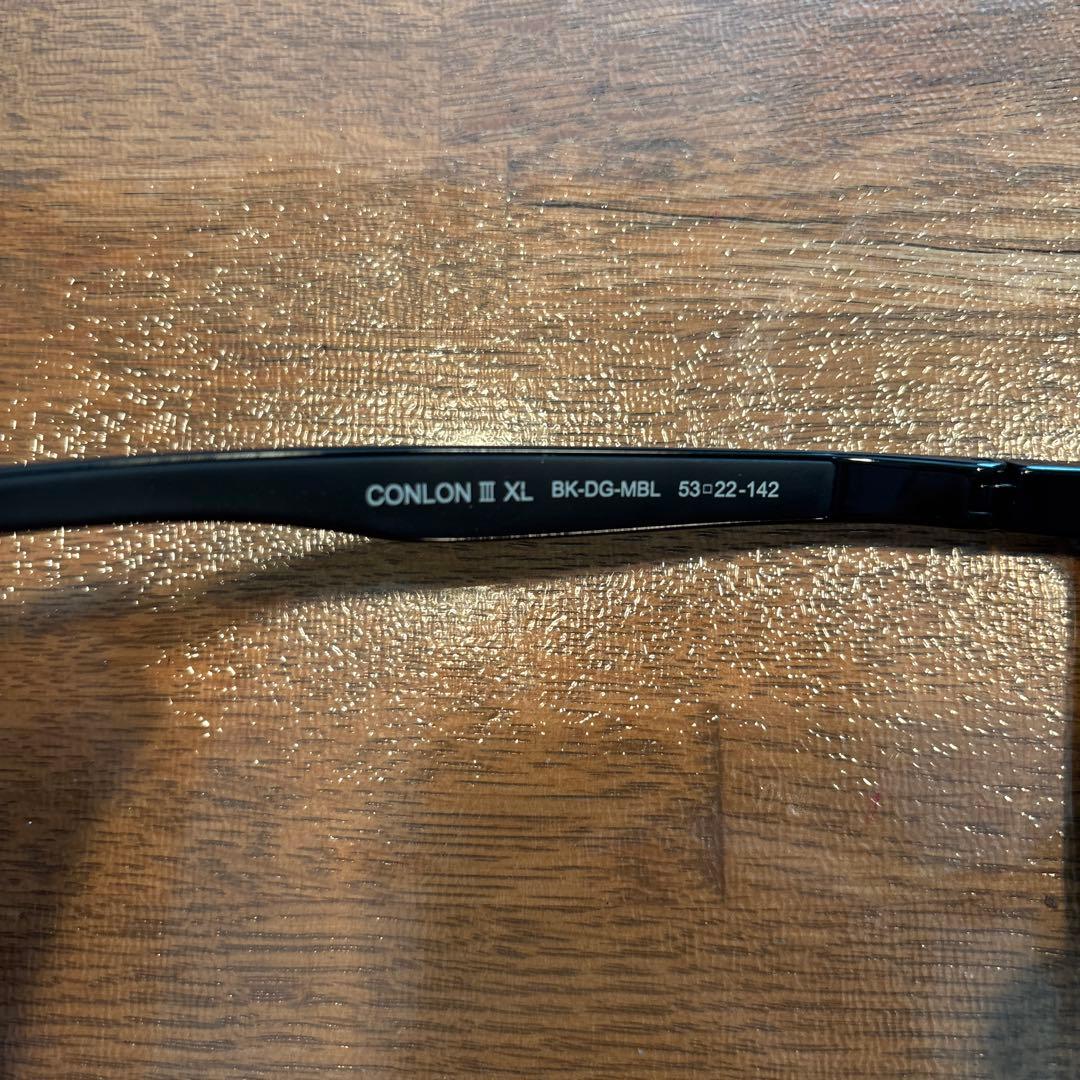 CONLON Ⅲ XL BK-DG-MBL 53□22-142